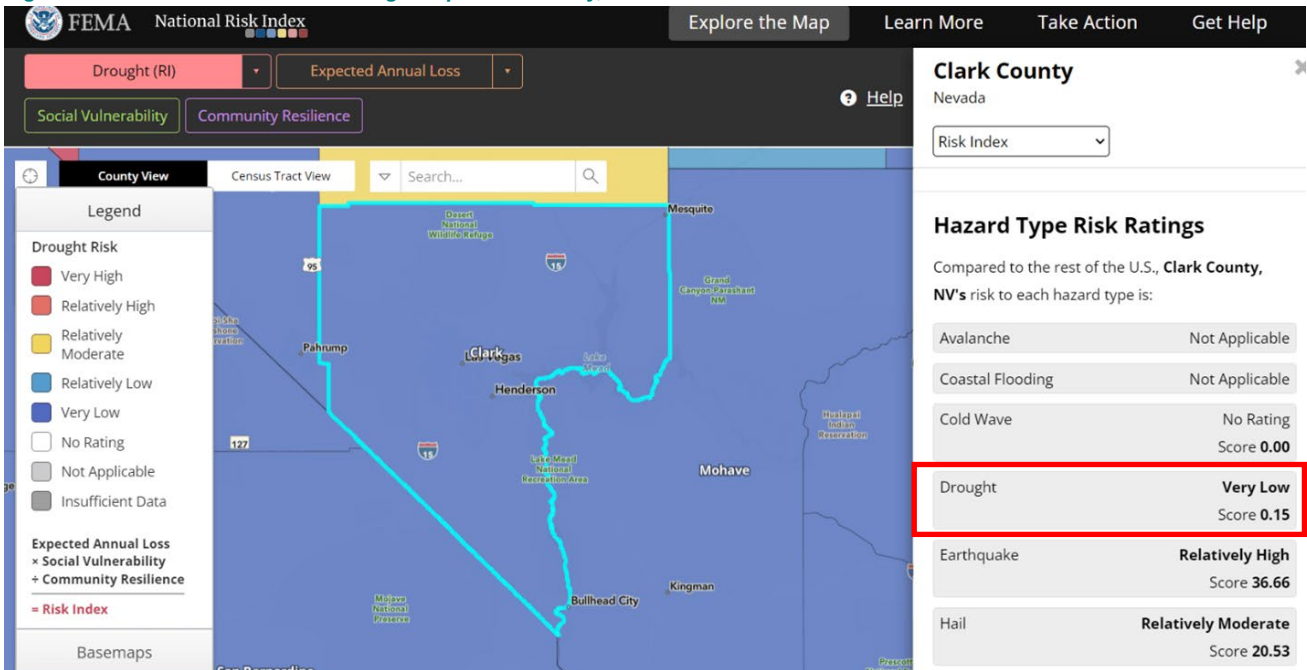 FEMA National Risk Index
Explore the Map Learn More Take Action Get Help
Drought (RI) Expected Annual Loss
Social Vulnerability Community Resilience
? Help
Clark County
Nevada
Risk Index
County View Census Tract View Search...
Legend
Drought Risk
Very High
Relatively High
Relatively
Moderate
Relatively Low
Very Low
No Rating
Not Applicable
Insufficient Data
Expected Annual Loss
× Social Vulnerability
÷ Community Resilience
= Risk Index
Basemaps
Desert
National
Wildlife Refuge
Mesquite
95
15
Grand
Canyon-Parashant
NM
Pahrump
Clark
Lake
Mead
Henderson
Hualapai
Indian
Reservation
127
15
Lake Mead
National
Recreation Area
Mohave
Kingman
Mojave
National
Preserve
Bullhead City
Hazard Type Risk Ratings
Compared to the rest of the U.S., Clark County,
NV's risk to each hazard type is:
Avalanche Not Applicable
Coastal Flooding Not Applicable
Cold Wave No Rating
Score 0.00
Drought Very Low
Score 0.15
Earthquake Relatively High
Score 36.66
Hail Relatively Moderate
Score 20.53